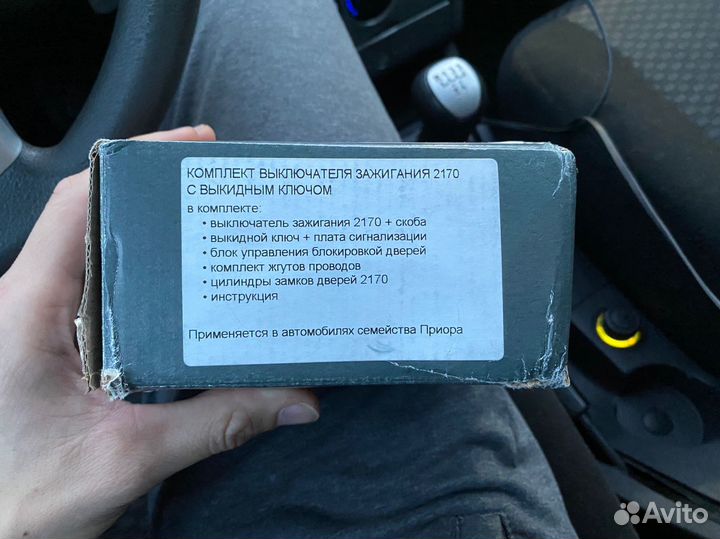 КОМПЛЕКТ ВЫКЛЮЧАТЕЛЯ ЗАЖИГАНИЯ 2170
С ВЫКИДНЫМ КЛЮЧОМ
в комплекте:
• выключатель зажигания 2170 + скоба
• выкидной ключ + плата сигнализации
• блок управления блокировкой дверей
• комплект жгутов проводов
• цилиндры замков дверей 2170
• инструкция
Применяется в автомобилях семейства Приора
Avito